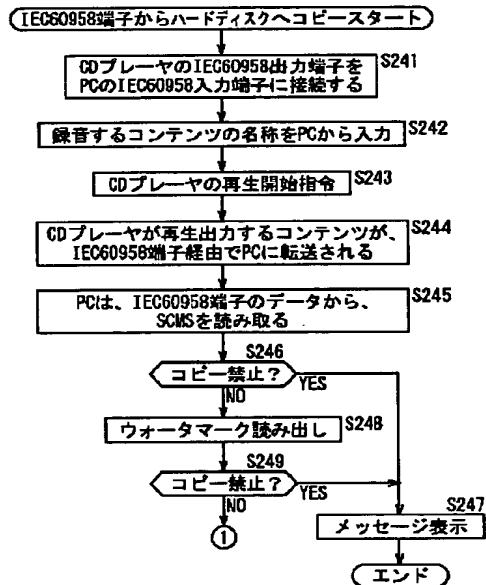 IEC60958端子からハードディスクへコピースタート
CDプレーヤのIEC60958出力端子を
PCのIEC60958入力端子に接続する
S241
録音するコンテンツの名称をPCから入力
S242
CDプレーヤの再生開始指令
S243
CDプレーヤが再生出力するコンテンツが、
IEC60958端子経由でPCに転送される
S244
PCは、IEC60958端子のデータから、
SCMSを読み取る
S245
S246
コピー禁止?
YES
NO
ウォータマーク読み出し
S248
S249
コピー禁止?
YES
NO
1
S247
メッセージ表示
エンド